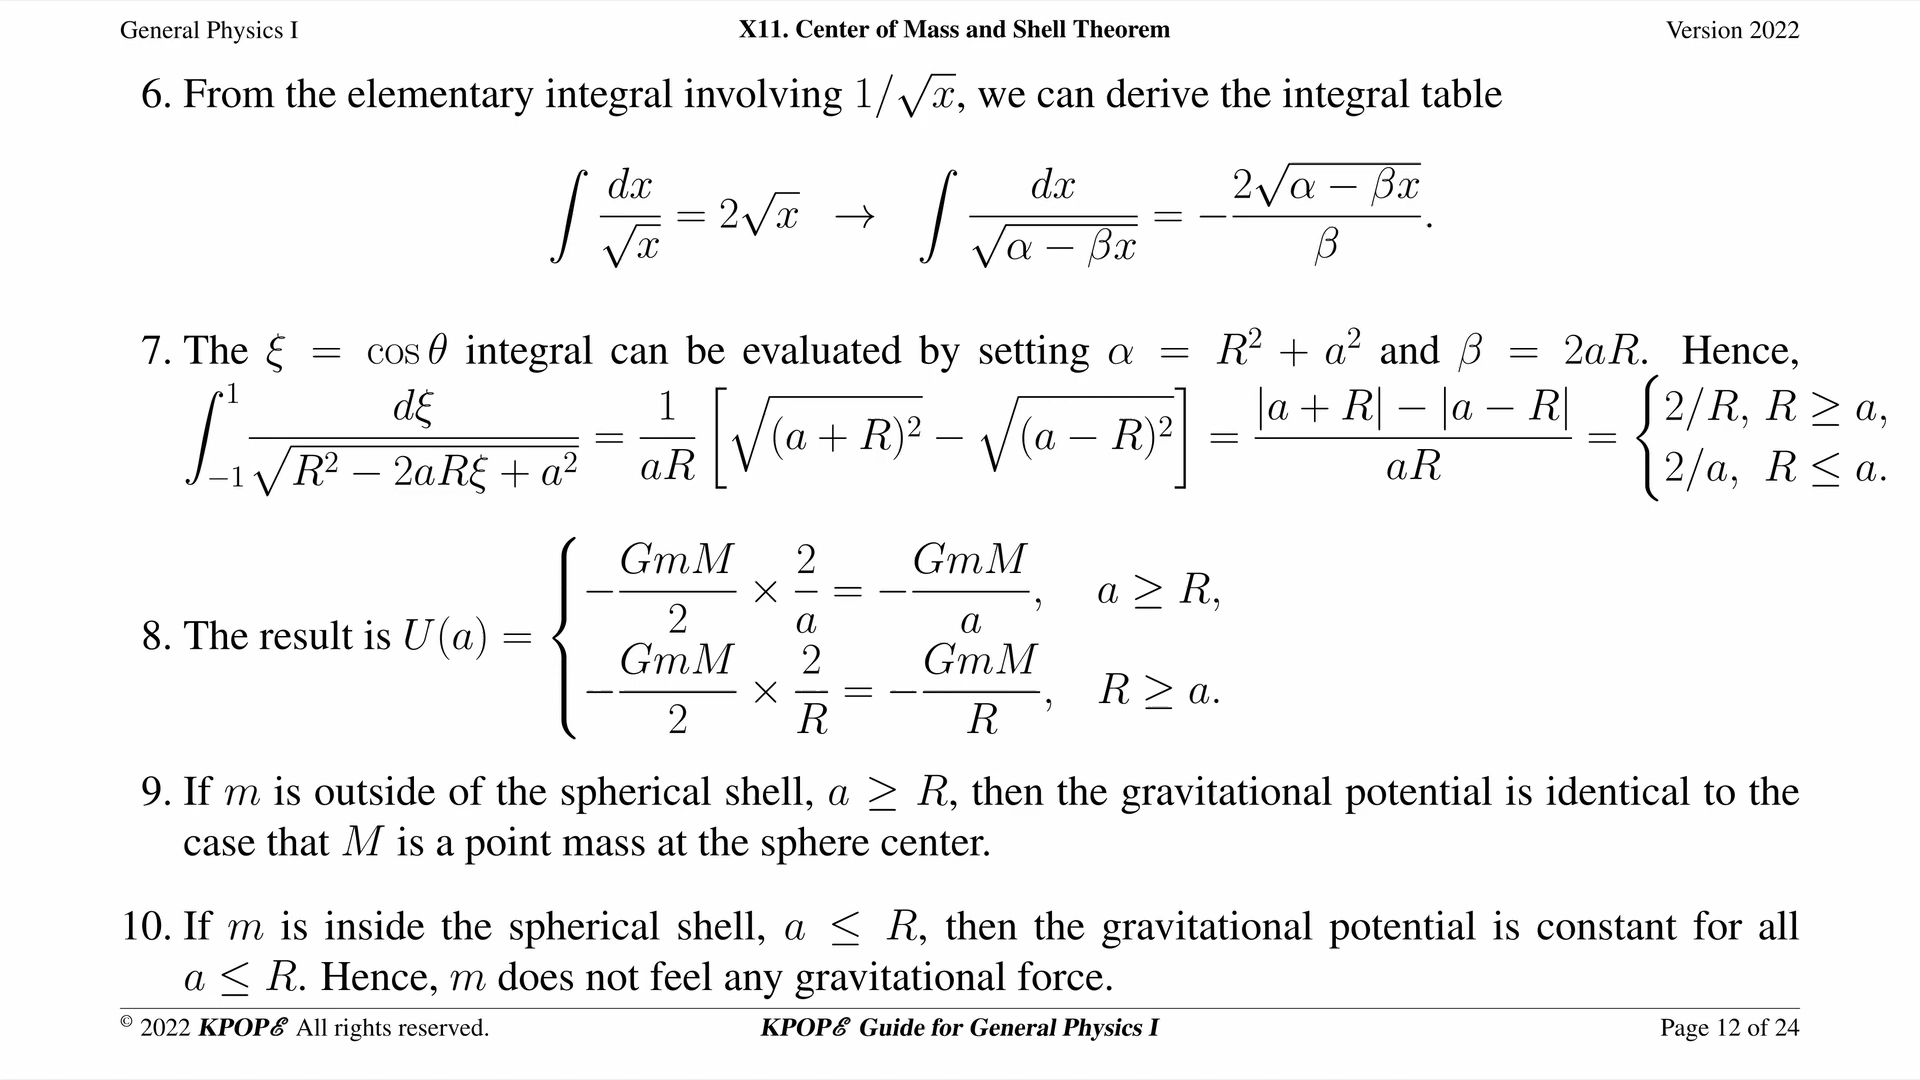 General Physics I X11. Center of Mass and Shell Theorem Version 2022
6. From the elementary integral involving 1/√x, we can derive the integral table
∫ dx/√x = 2√x → ∫ dx/√(α − βx) = −2√(α − βx)/β.
7. The ξ = cos θ integral can be evaluated by setting α = R² + a² and β = 2aR. Hence,
∫₋₁¹ dξ/√(R² − 2aRξ + a²) = 1/(aR) [√((a + R)²) − √((a − R)²)] = (|a + R| − |a − R|)/(aR) = { 2/R, R ≥ a,
2/a, R ≤ a.
8. The result is U(a) = { −GmM/2 × 2/a = −GmM/a, a ≥ R,
−GmM/2 × 2/R = −GmM/R, R ≥ a.
9. If m is outside of the spherical shell, a ≥ R, then the gravitational potential is identical to the
case that M is a point mass at the sphere center.
10. If m is inside the spherical shell, a ≤ R, then the gravitational potential is constant for all
a ≤ R. Hence, m does not feel any gravitational force.
© 2022 KPOPℰ All rights reserved. KPOPℰ Guide for General Physics I Page 12 of 24